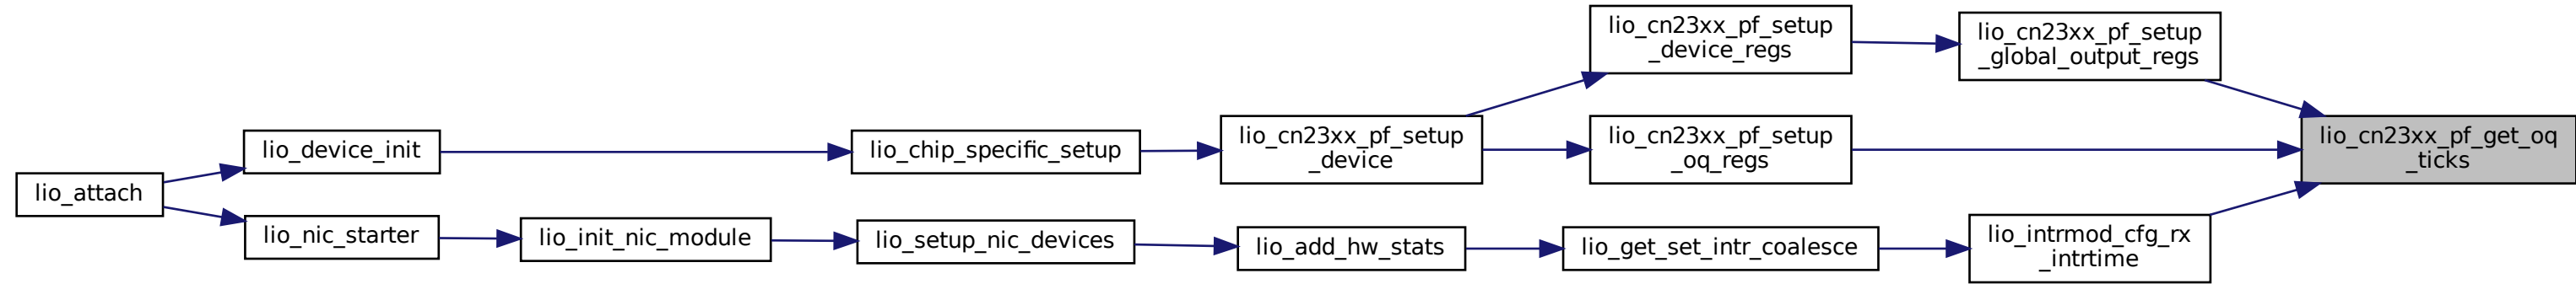 lio_cn23xx_pf_setup
_device_regs
lio_cn23xx_pf_setup
_global_output_regs
lio_device_init
lio_chip_specific_setup
lio_cn23xx_pf_setup
_device
lio_cn23xx_pf_setup
_oq_regs
lio_cn23xx_pf_get_oq
_ticks
lio_attach
lio_nic_starter
lio_init_nic_module
lio_setup_nic_devices
lio_add_hw_stats
lio_get_set_intr_coalesce
lio_intrmod_cfg_rx
_intrtime